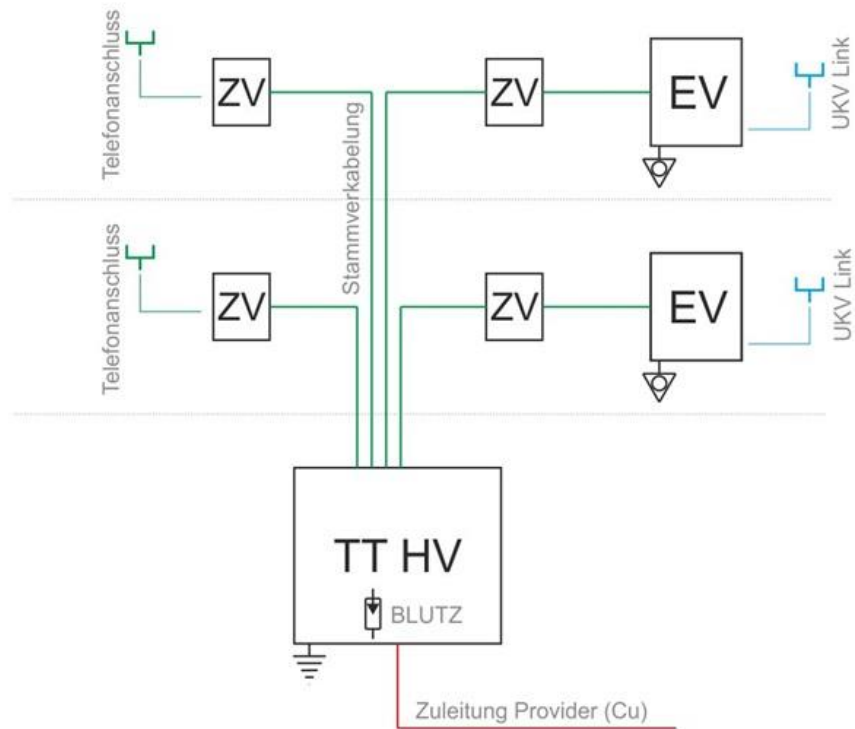 Telefonanschluss
ZV
Stammverkabelung
ZV
EV
UKV Link
Telefonanschluss
ZV
ZV
EV
UKV Link
TT HV
BLUTZ
Zuleitung Provider (Cu)